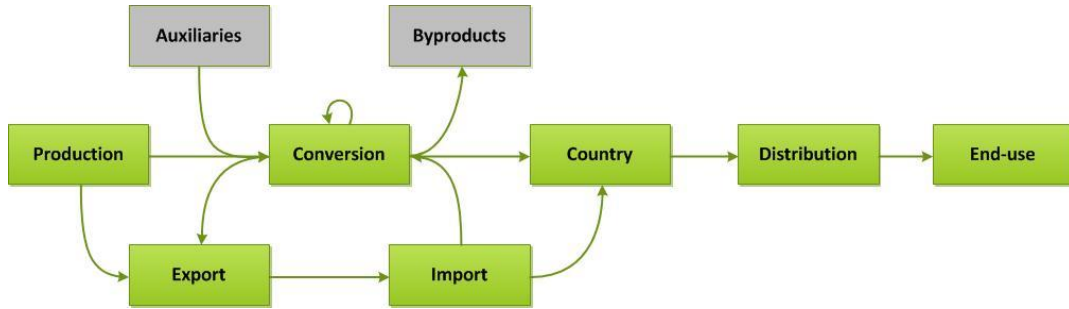 Auxiliaries
Byproducts
Production
Conversion
Country
Distribution
End-use
Export
Import